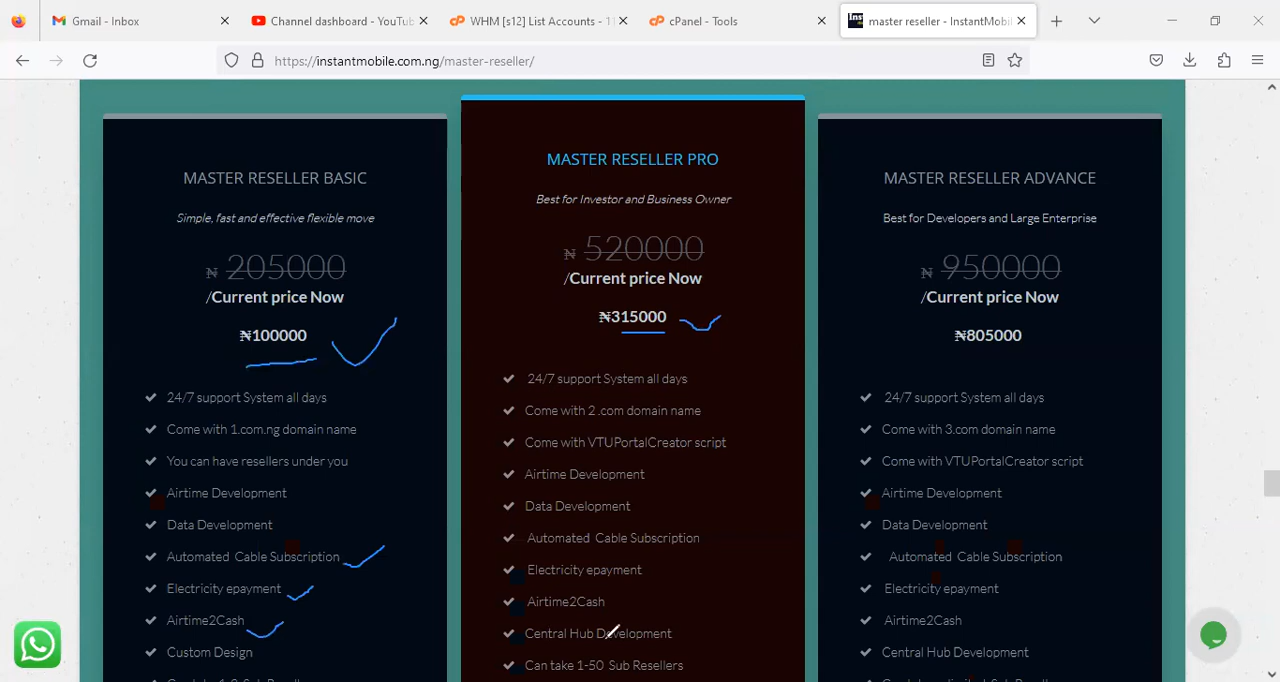 Gmail - Inbox
Channel dashboard - YouTub
WHM [s12] List Accounts - 1
cPanel - Tools
master reseller - InstantMobil
https://instantmobile.com.ng/master-reseller/
MASTER RESELLER BASIC
Simple, fast and effective flexible move
₦ 205000
/Current price Now
₦100000
24/7 support System all days
Come with 1.com.ng domain name
You can have resellers under you
Airtime Development
Data Development
Automated Cable Subscription
Electricity epayment
Airtime2Cash
Custom Design
MASTER RESELLER PRO
Best for Investor and Business Owner
₦ 520000
/Current price Now
₦315000
24/7 support System all days
Come with 2 .com domain name
Come with VTUPortalCreator script
Airtime Development
Data Development
Automated Cable Subscription
Electricity epayment
Airtime2Cash
Central Hub Development
Can take 1-50 Sub Resellers
MASTER RESELLER ADVANCE
Best for Developers and Large Enterprise
₦ 950000
/Current price Now
₦805000
24/7 support System all days
Come with 3.com domain name
Come with VTUPortalCreator script
Airtime Development
Data Development
Automated Cable Subscription
Electricity epayment
Airtime2Cash
Central Hub Development